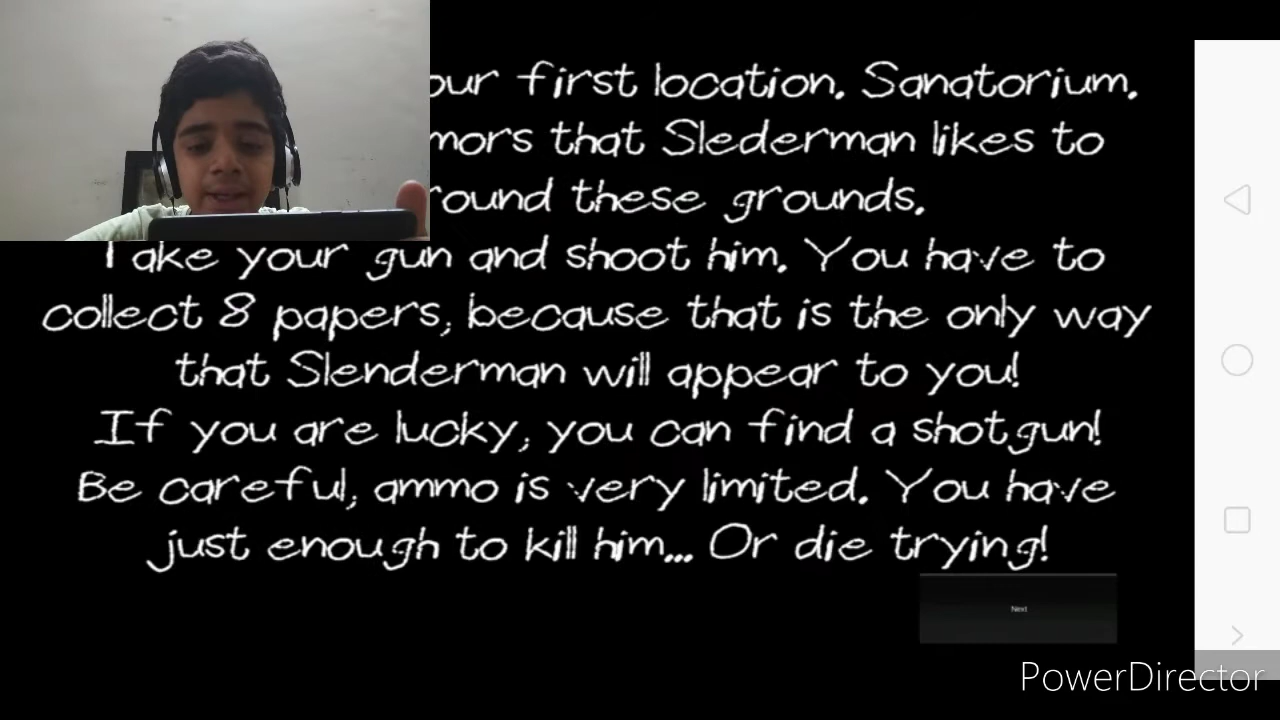 our first location. Sanatorium.
mors that Slederman likes to
round these grounds.
Take your gun and shoot him. You have to
collect 8 papers, because that is the only way
that Slenderman will appear to you!
If you are lucky, you can find a shotgun!
Be careful, ammo is very limited. You have
just enough to kill him... Or die trying!
Next
PowerDirector